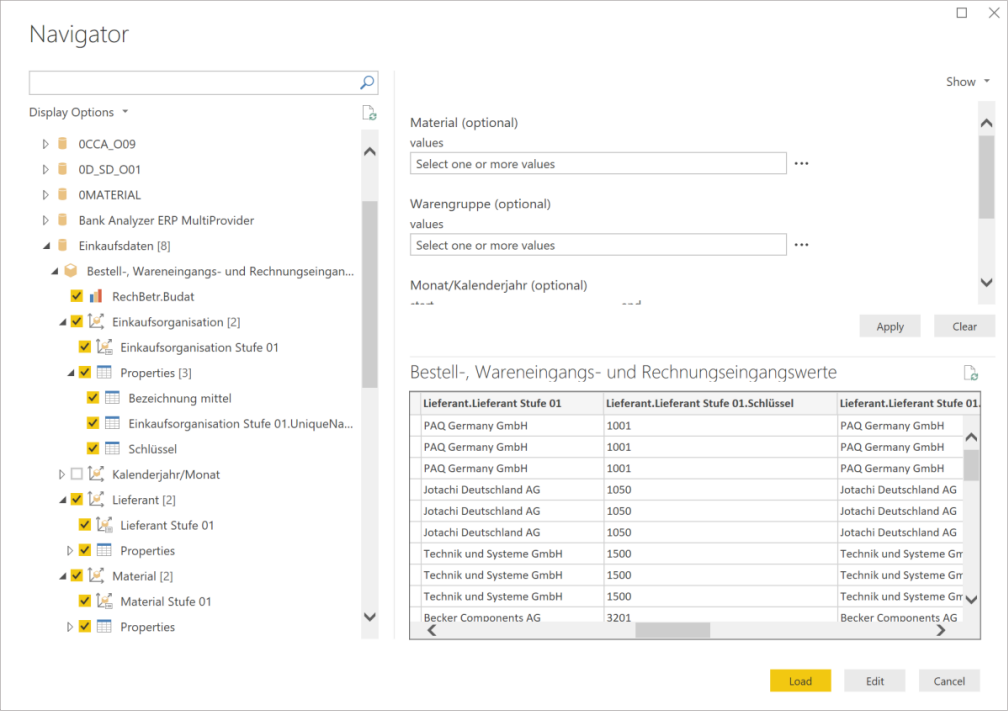 Navigator
Display Options
0CCA_O09
0D_SD_O01
0MATERIAL
Bank Analyzer ERP MultiProvider
Einkaufsdaten [8]
Bestell-, Wareneingangs- und Rechnungseingan...
RechBetr.Budat
Einkaufsorganisation [2]
Einkaufsorganisation Stufe 01
Properties [3]
Bezeichnung mittel
Einkaufsorganisation Stufe 01.UniqueNa...
Schlüssel
Kalenderjahr/Monat
Lieferant [2]
Lieferant Stufe 01
Properties
Material [2]
Material Stufe 01
Properties
Show
Material (optional)
values
Select one or more values
Warengruppe (optional)
values
Select one or more values
Monat/Kalenderjahr (optional)
start end
Apply Clear
Bestell-, Wareneingangs- und Rechnungseingangswerte
Lieferant.Lieferant Stufe 01 Lieferant.Lieferant Stufe 01.Schlüssel Lieferant.Lieferant Stufe 01.
PAQ Germany GmbH 1001 PAQ Germany GmbH
PAQ Germany GmbH 1001 PAQ Germany GmbH
PAQ Germany GmbH 1001 PAQ Germany GmbH
Jotachi Deutschland AG 1050 Jotachi Deutschland AG
Jotachi Deutschland AG 1050 Jotachi Deutschland AG
Jotachi Deutschland AG 1050 Jotachi Deutschland AG
Technik und Systeme GmbH 1500 Technik und Systeme Gm
Technik und Systeme GmbH 1500 Technik und Systeme Gm
Technik und Systeme GmbH 1500 Technik und Systeme Gm
Becker Components AG 3201 Becker Components AG
Load Edit Cancel